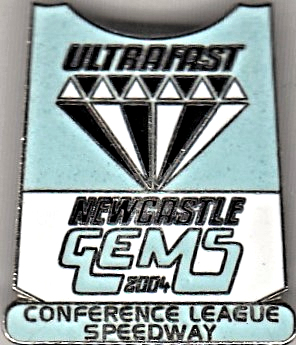 ULTRAFAST
NEWCASTLE
GEMS
2004
CONFERENCE LEAGUE
SPEEDWAY